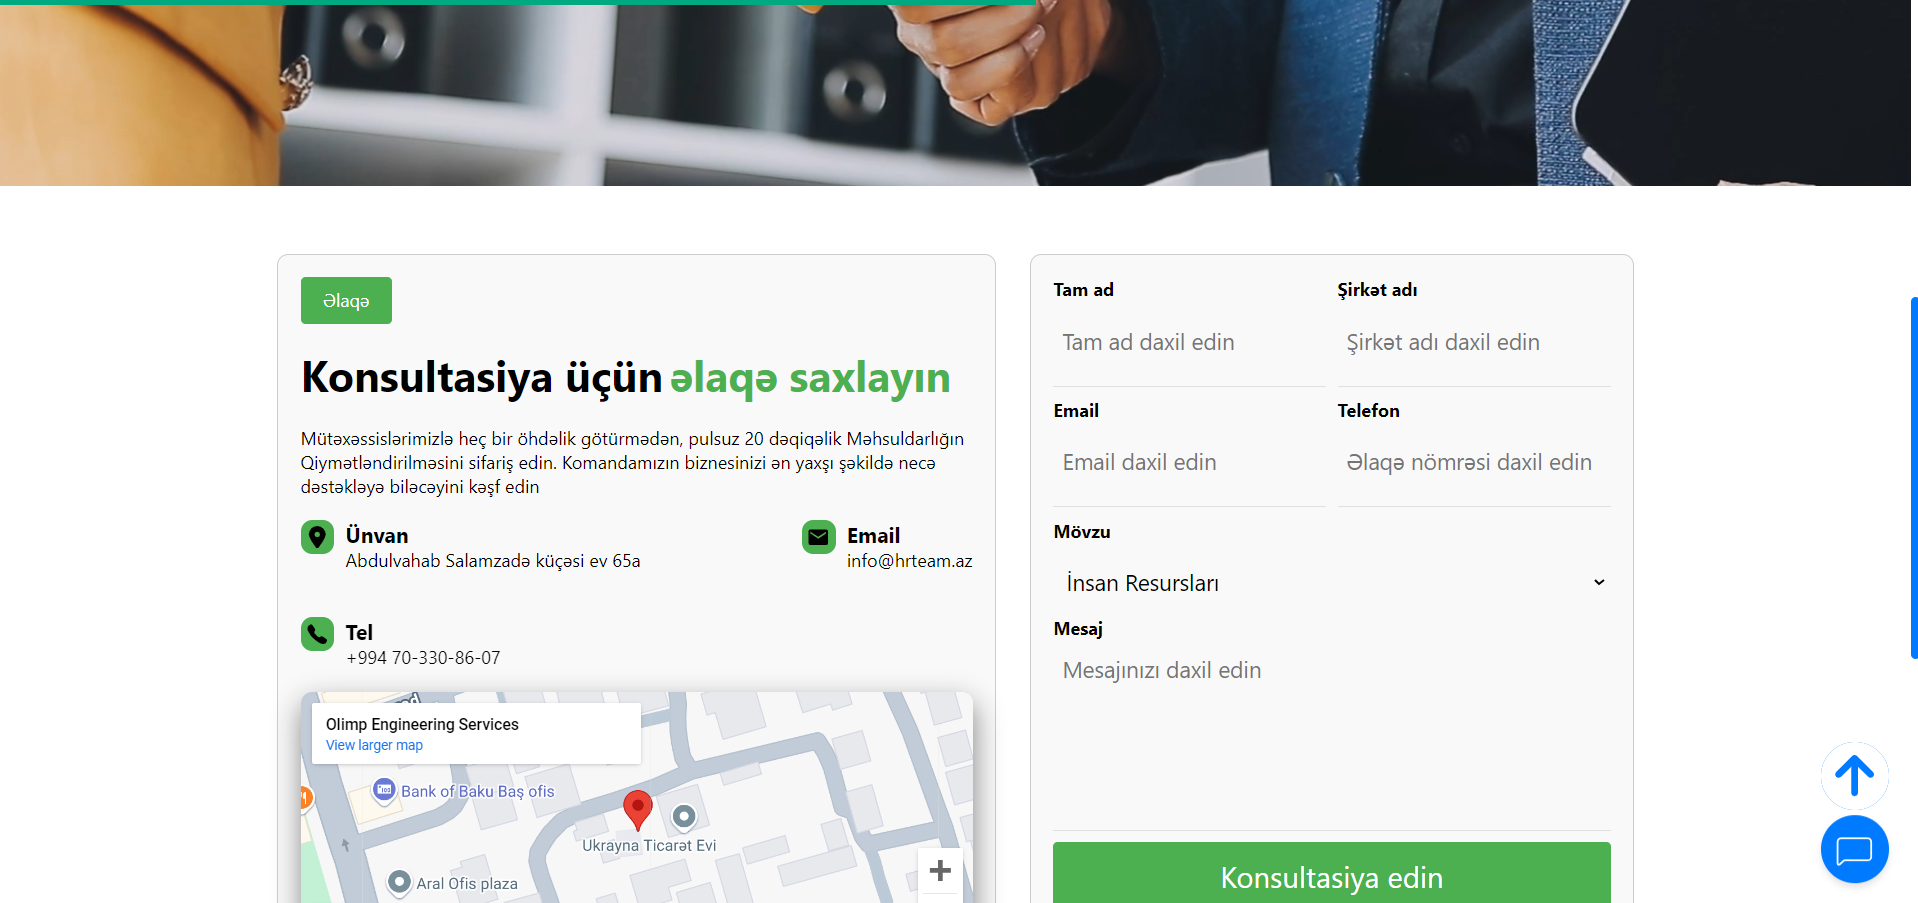 Əlaqə
Konsultasiya üçün əlaqə saxlayın
Mütəxəssislərimizlə heç bir öhdəlik götürmədən, pulsuz 20 dəqiqəlik Məhsuldarlığın
Qiymətləndirilməsini sifariş edin. Komandamızın biznesinizi ən yaxşı şəkildə necə
dəstəkləyə biləcəyini kəşf edin
Ünvan
Abdulvahab Salamzadə küçəsi ev 65a
Email
info@hrteam.az
Tel
+994 70-330-86-07
Olimp Engineering Services
View larger map
Bank of Baku Baş ofis
Ukrayna Ticarət Evi
Aral Ofis plaza
Tam ad
Tam ad daxil edin
Şirkət adı
Şirkət adı daxil edin
Email
Email daxil edin
Telefon
Əlaqə nömrəsi daxil edin
Mövzu
İnsan Resursları
Mesaj
Mesajınızı daxil edin
Konsultasiya edin